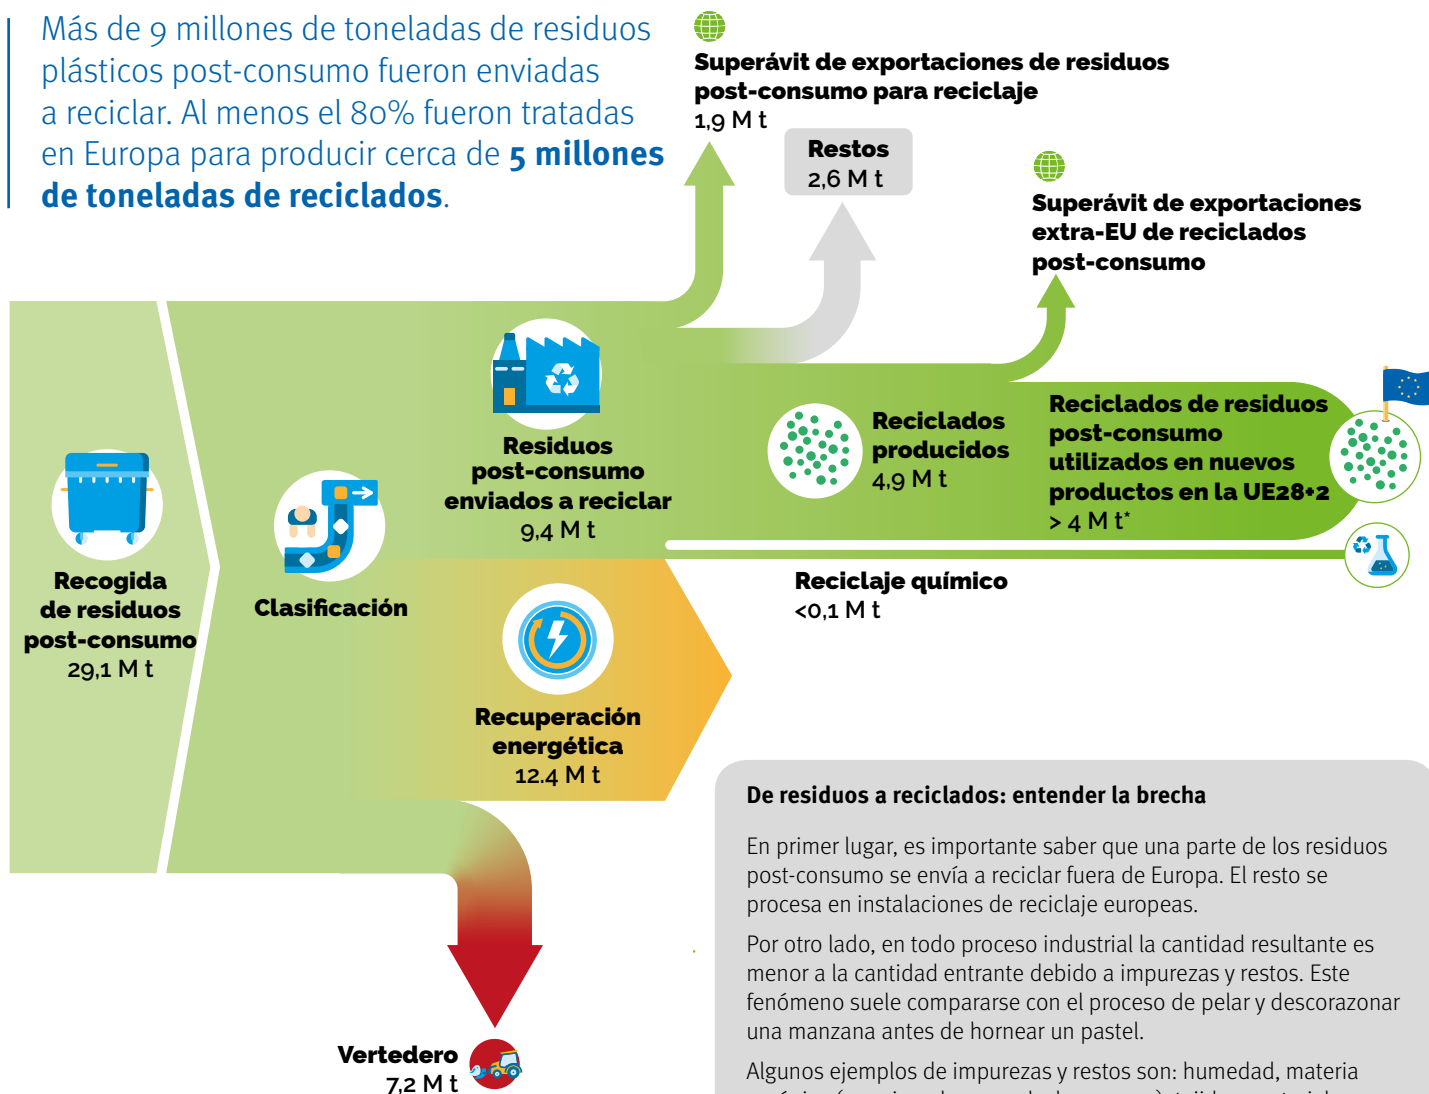 Más de 9 millones de toneladas de residuos
plásticos post-consumo fueron enviadas
a reciclar. Al menos el 80% fueron tratadas
en Europa para producir cerca de 5 millones
de toneladas de reciclados.
Superávit de exportaciones de residuos
post-consumo para reciclaje
1,9 M t
Restos
2,6 M t
Superávit de exportaciones
extra-EU de reciclados
post-consumo
Recogida
de residuos
post-consumo
29,1 M t
Clasificación
Residuos
post-consumo
enviados a reciclar
9,4 M t
Reciclados
producidos
4,9 M t
Reciclados de residuos
post-consumo
utilizados en nuevos
productos en la UE28+2
> 4 M t*
Reciclaje químico
<0,1 M t
Recuperación
energética
12.4 M t
Vertedero
7,2 M t
De residuos a reciclados: entender la brecha
En primer lugar, es importante saber que una parte de los residuos
post-consumo se envía a reciclar fuera de Europa. El resto se
procesa en instalaciones de reciclaje europeas.
Por otro lado, en todo proceso industrial la cantidad resultante es
menor a la cantidad entrante debido a impurezas y restos. Este
fenómeno suele compararse con el proceso de pelar y descorazonar
una manzana antes de hornear un pastel.
Algunos ejemplos de impurezas y restos son: humedad, materia